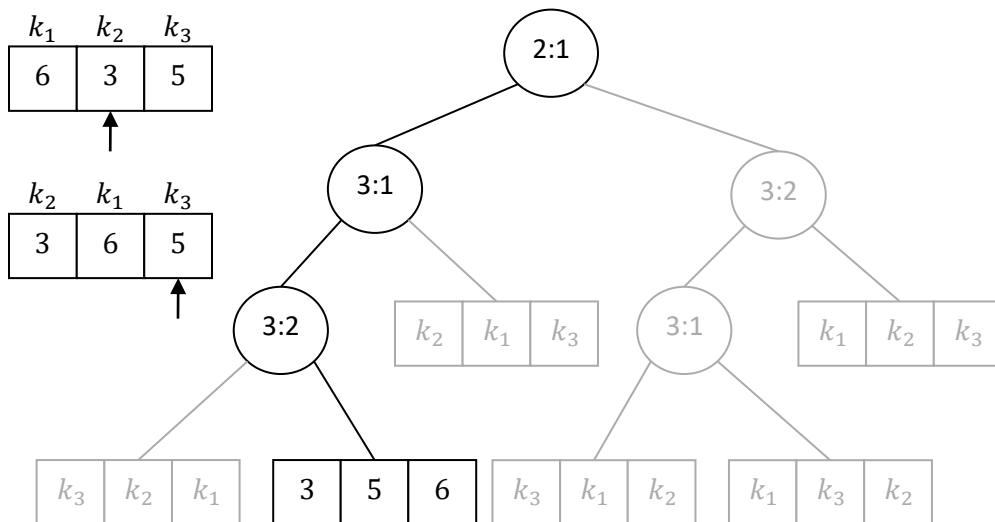 k₁ k₂ k₃
6 3 5
k₂ k₁ k₃
3 6 5
2:1
3:1 3:2
3:2 k₂ k₁ k₃ 3:1 k₁ k₂ k₃
k₃ k₂ k₁ 3 5 6 k₃ k₁ k₂ k₁ k₃ k₂